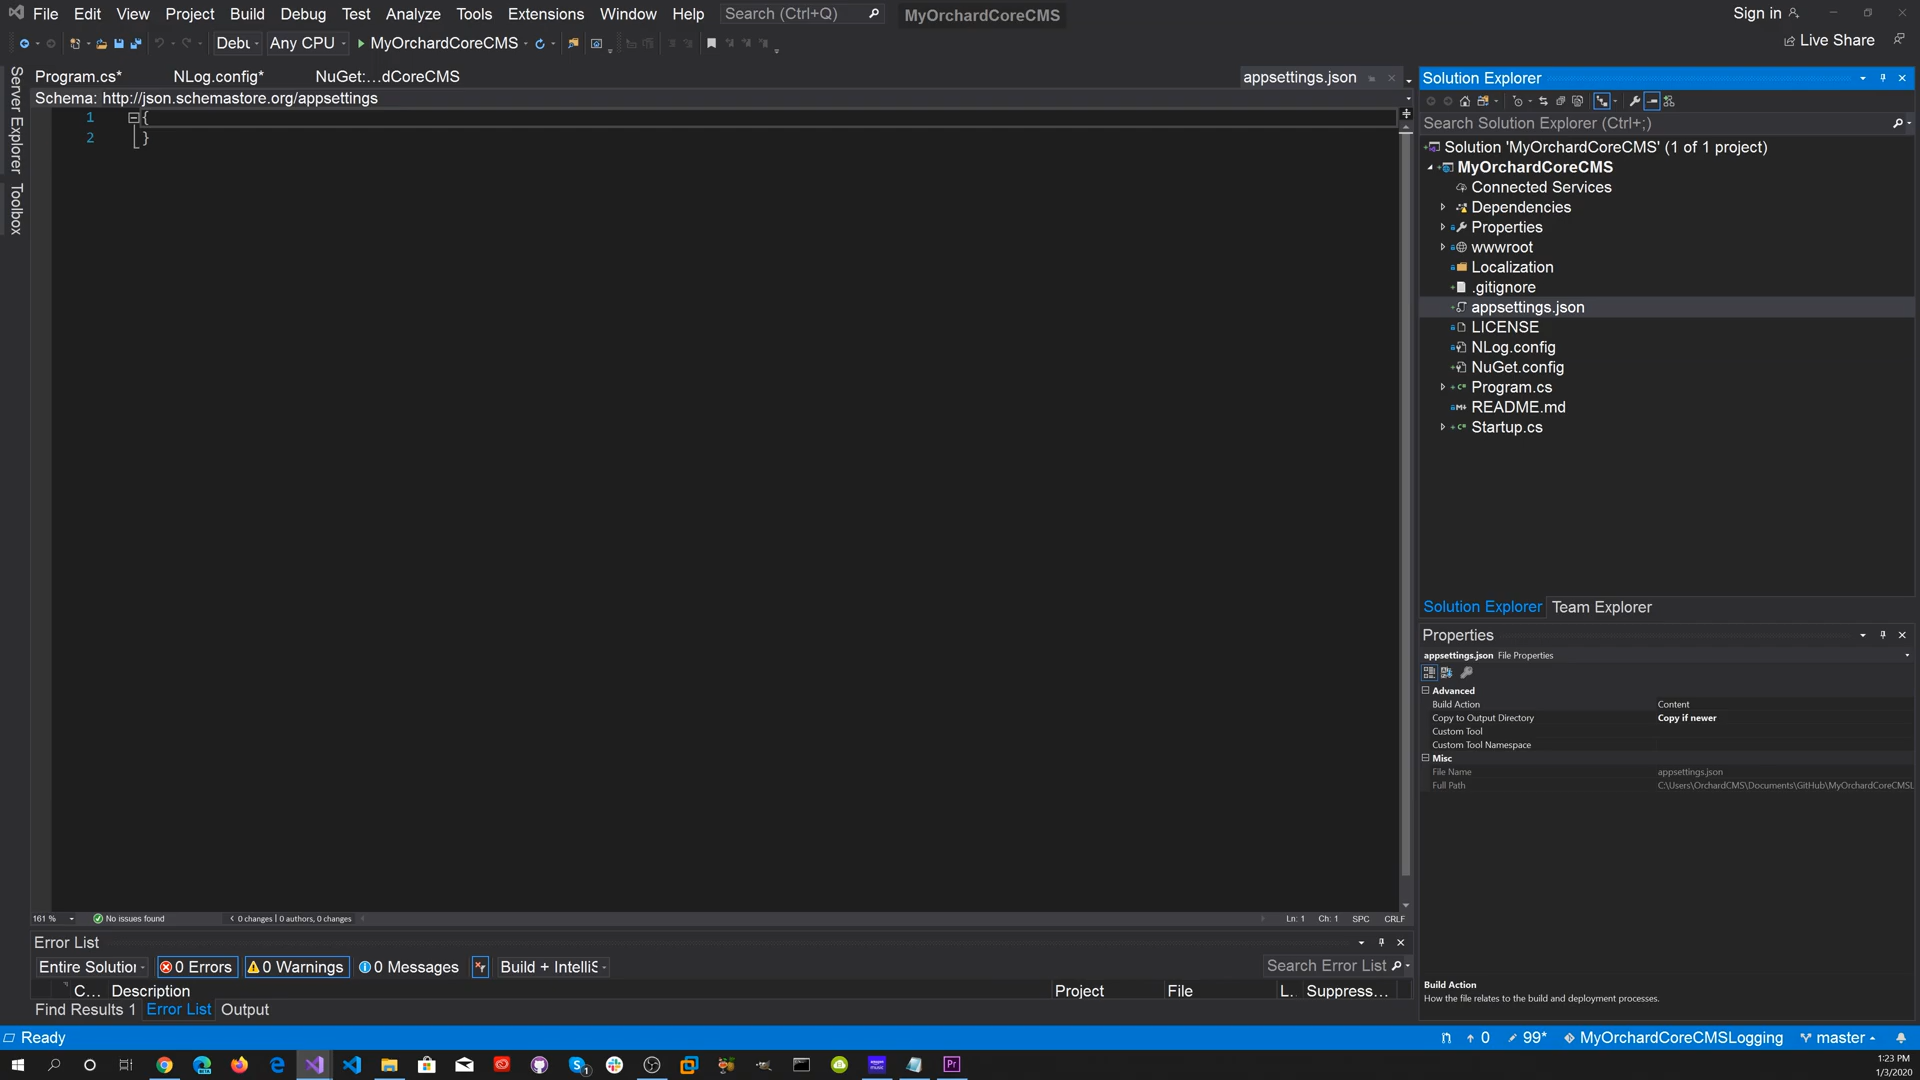 File Edit View Project Build Debug Test Analyze Tools Extensions Window Help Search (Ctrl+Q) MyOrchardCoreCMS Sign in
Debu Any CPU MyOrchardCoreCMS Live Share
Server Explorer
Toolbox
Program.cs* NLog.config* NuGet:...dCoreCMS appsettings.json
Schema: http://json.schemastore.org/appsettings
1 {
2 }
161 % No issues found 0 changes | 0 authors, 0 changes Ln: 1 Ch: 1 SPC CRLF
Error List
Entire Solution 0 Errors 0 Warnings 0 Messages Build + IntelliS Search Error List
C... Description Project File L.. Suppress...
Find Results 1 Error List Output
Solution Explorer
Search Solution Explorer (Ctrl+;)
Solution 'MyOrchardCoreCMS' (1 of 1 project)
MyOrchardCoreCMS
Connected Services
Dependencies
Properties
wwwroot
Localization
.gitignore
appsettings.json
LICENSE
NLog.config
NuGet.config
Program.cs
README.md
Startup.cs
Solution Explorer Team Explorer
Properties
appsettings.json File Properties
Advanced
Build Action Content
Copy to Output Directory Copy if newer
Custom Tool
Custom Tool Namespace
Misc
File Name appsettings.json
Full Path C:\Users\OrchardCMS\Documents\GitHub\MyOrchardCoreCMSL
Build Action
How the file relates to the build and deployment processes.
Ready 0 99* MyOrchardCoreCMSLogging master
1:23 PM
1/3/2020